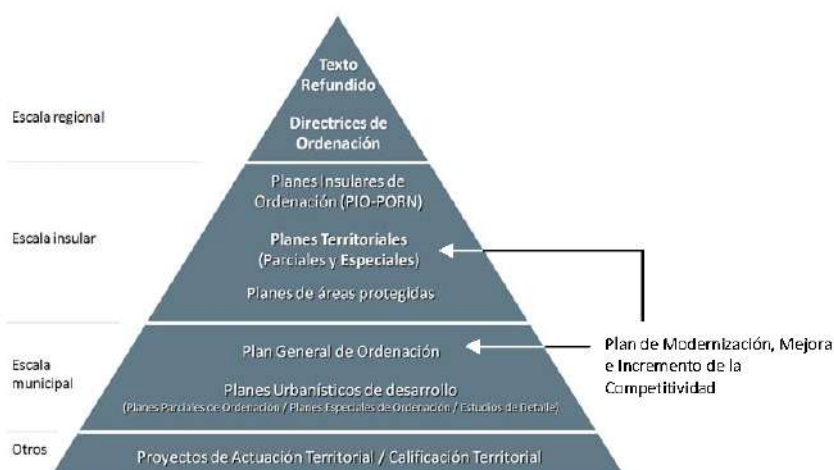 Texto
Refundido
Escala regional
Directrices de
Ordenación
Planes Insulares de
Ordenación (PIO-PORN)
Escala insular
Planes Territoriales
(Parciales y Especiales)
Planes de áreas protegidas
Plan General de Ordenación
Plan de Modernización, Mejora
e Incremento de la
Competitividad
Escala
municipal
Planes Urbanísticos de desarrollo
(Planes Parciales de Ordenación / Planes Especiales de Ordenación / Estudios de Detalle)
Otros
Proyectos de Actuación Territorial / Calificación Territorial